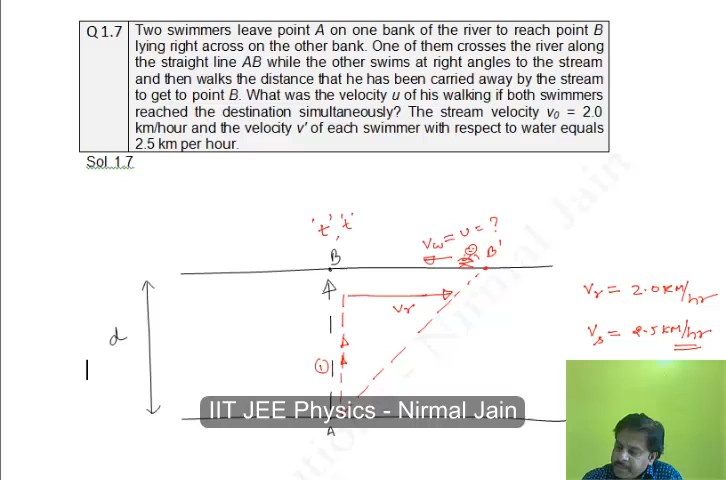 Q 1.7
Two swimmers leave point A on one bank of the river to reach point B
lying right across on the other bank. One of them crosses the river along
the straight line AB while the other swims at right angles to the stream
and then walks the distance that he has been carried away by the stream
to get to point B. What was the velocity u of his walking if both swimmers
reached the destination simultaneously? The stream velocity v0 = 2.0
km/hour and the velocity v' of each swimmer with respect to water equals
2.5 km per hour.
Sol 1.7
't', 't'
Vw = u = ?
B
B'
Vr
Vr = 2.0 KM/hr
Vs = 2.5 KM/hr
d
1
A
IIT JEE Physics - Nirmal Jain
Nirmal Jain